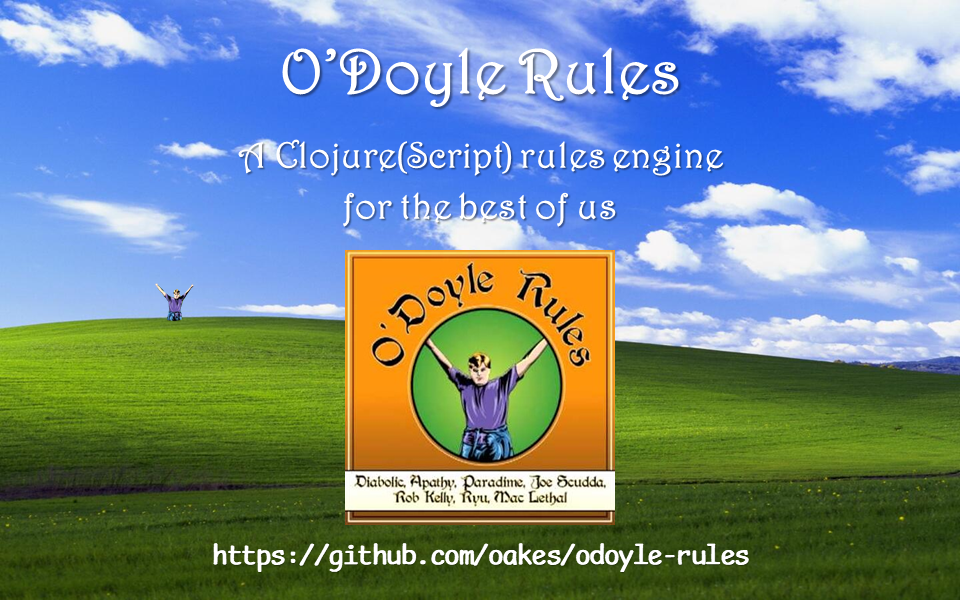 O'Doyle Rules
A Clojure(Script) rules engine
for the best of us
O'Doyle Rules
Diabolic, Apathy, Paradime, Joe Scudda,
Rob Kelly, Ryu, Mac Lethal
https://github.com/oakes/odoyle-rules